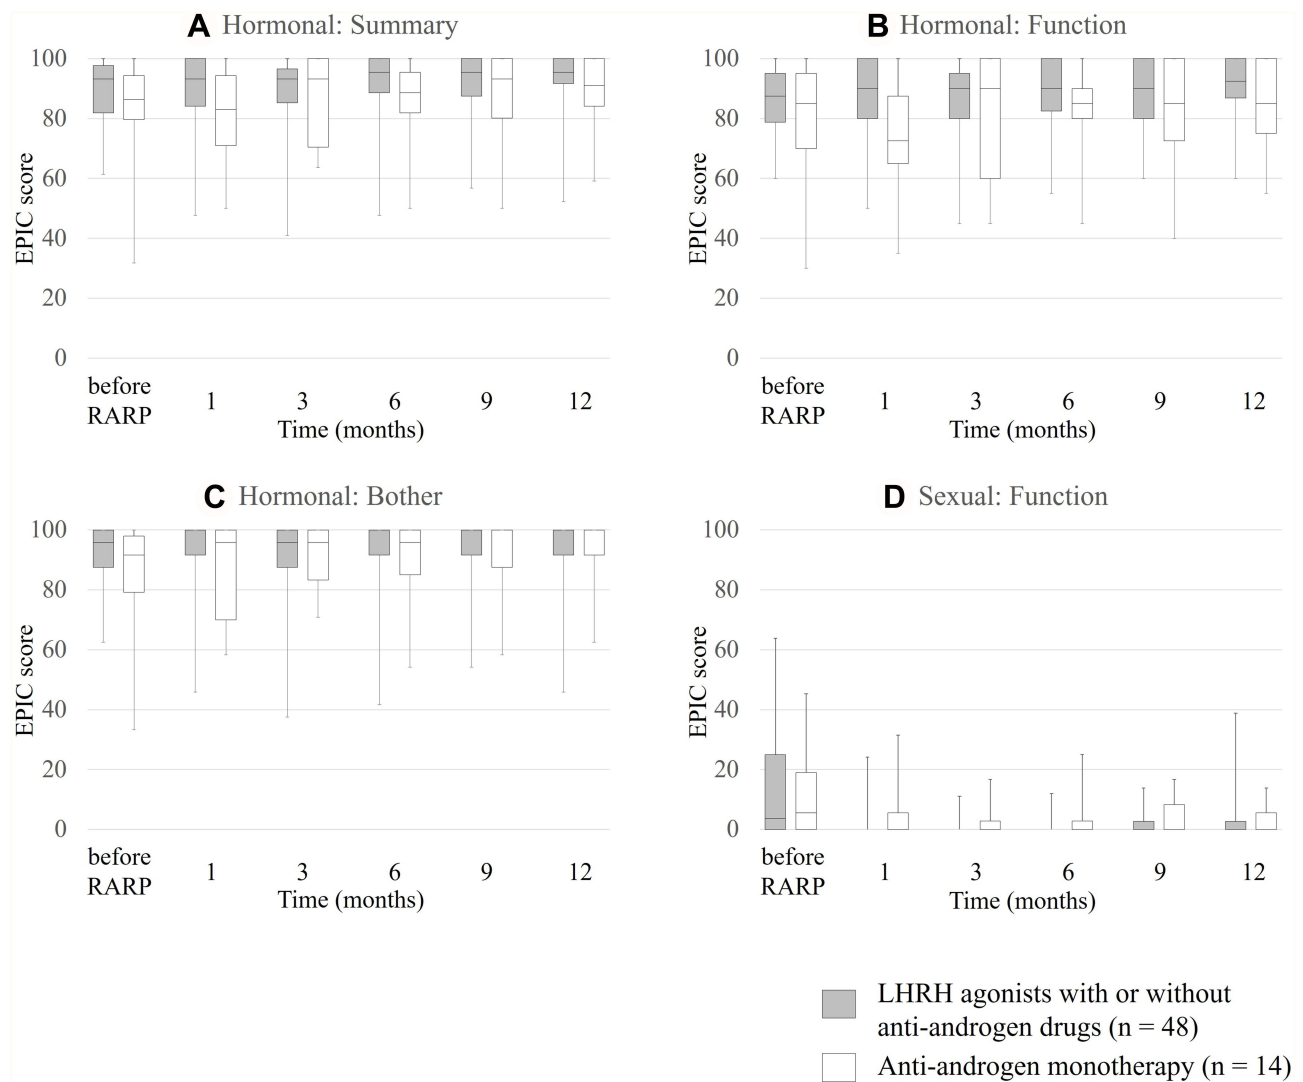 A Hormonal: Summary
100
80
60
40
20
0
EPIC score
before
RARP
1
3
6
9
12
Time (months)
B Hormonal: Function
100
80
60
40
20
0
EPIC score
before
RARP
1
3
6
9
12
Time (months)
C Hormonal: Bother
100
80
60
40
20
0
EPIC score
before
RARP
1
3
6
9
12
Time (months)
D Sexual: Function
100
80
60
40
20
0
EPIC score
before
RARP
1
3
6
9
12
Time (months)
LHRH agonists with or without
anti-androgen drugs (n = 48)
Anti-androgen monotherapy (n = 14)